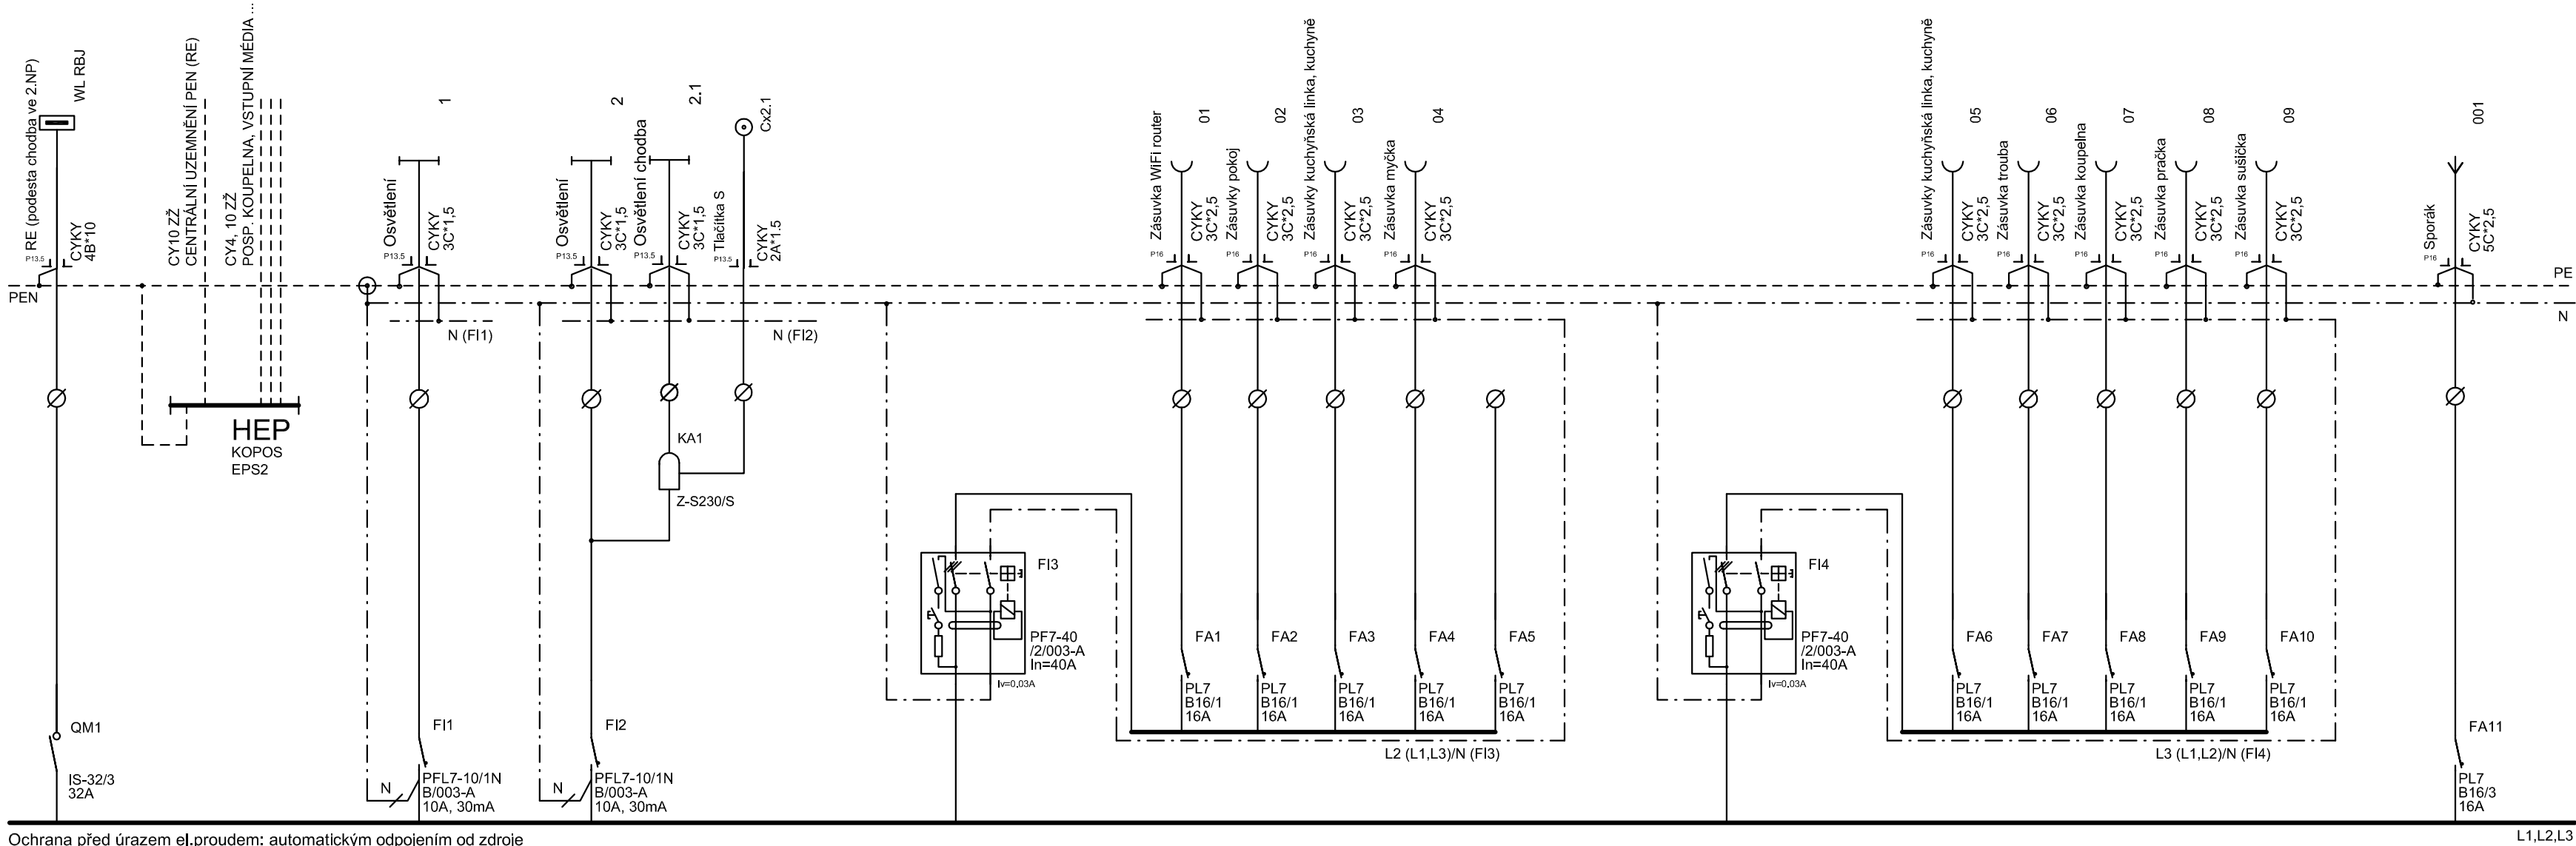 RE (podesta chodba ve 2.NP)
WL RBJ
P13.5
CYKY
4B*10
PEN
CY10 ZŽ
CENTRÁLNÍ UZEMNĚNÍ PEN (RE)
CY4, 10 ZŽ
POSP. KOUPELNA, VSTUPNÍ MÉDIA...
HEP
KOPOS
EPS2
QM1
IS-32/3
32A
Osvětlení
1
P13.5
CYKY
3C*1,5
N (FI1)
FI1
N
PFL7-10/1N
B/003-A
10A, 30mA
Osvětlení
2
P13.5
CYKY
3C*1,5
Osvětlení chodba
2.1
P13.5
CYKY
3C*1,5
Tlačítka S
Cx2.1
P13.5
CYKY
2A*1.5
N (FI2)
KA1
Z-S230/S
FI2
N
PFL7-10/1N
B/003-A
10A, 30mA
FI3
PF7-40
/2/003-A
In=40A
Iv=0.03A
Zásuvka WiFi router
01
P16
CYKY
3C*2,5
Zásuvky pokoj
02
P16
CYKY
3C*2,5
Zásuvky kuchyňská linka, kuchyně
03
P16
CYKY
3C*2,5
Zásuvka myčka
04
P16
CYKY
3C*2,5
FA1
PL7
B16/1
16A
FA2
PL7
B16/1
16A
FA3
PL7
B16/1
16A
FA4
PL7
B16/1
16A
FA5
PL7
B16/1
16A
L2 (L1,L3)/N (FI3)
FI4
PF7-40
/2/003-A
In=40A
Iv=0.03A
Zásuvky kuchyňská linka, kuchyně
05
P16
CYKY
3C*2,5
Zásuvka trouba
06
P16
CYKY
3C*2,5
Zásuvka koupelna
07
P16
CYKY
3C*2,5
Zásuvka pračka
08
P16
CYKY
3C*2,5
Zásuvka sušička
09
P16
CYKY
3C*2,5
FA6
PL7
B16/1
16A
FA7
PL7
B16/1
16A
FA8
PL7
B16/1
16A
FA9
PL7
B16/1
16A
FA10
PL7
B16/1
16A
L3 (L1,L2)/N (FI4)
Sporák
001
P16
CYKY
5C*2,5
PE
N
FA11
PL7
B16/3
16A
Ochrana před úrazem el.proudem: automatickým odpojením od zdroje
L1,L2,L3